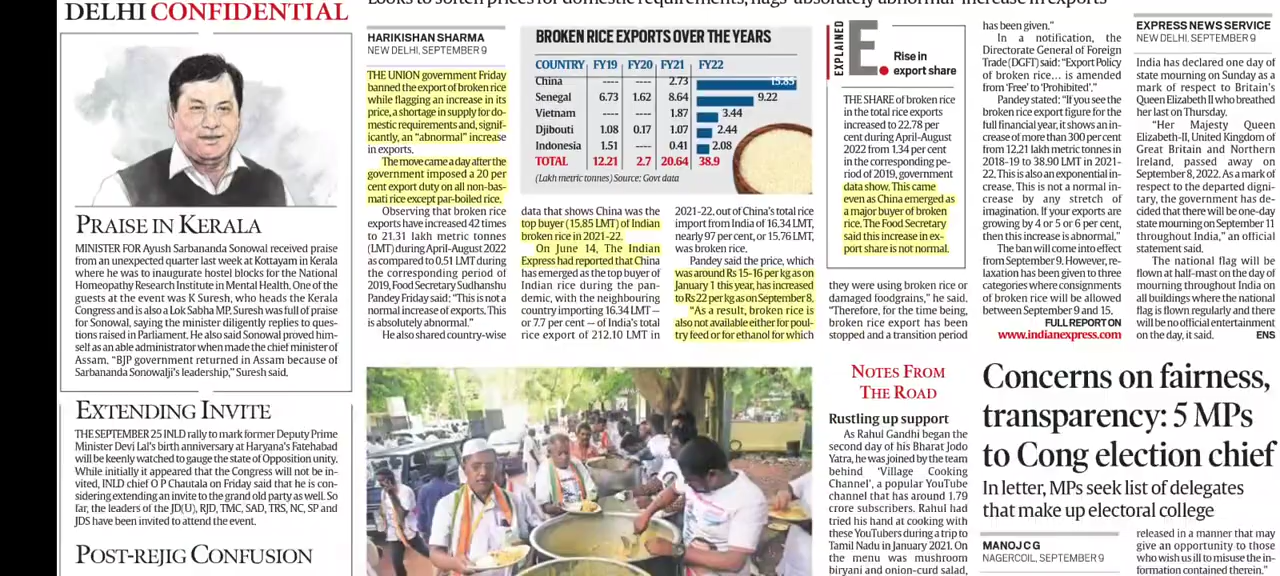 Looks to soften prices for domestic requirements, flags 'absolutely abnormal' increase in exports
DELHI CONFIDENTIAL
PRAISE IN KERALA
MINISTER FOR Ayush Sarbananda Sonowal received praise
from an unexpected quarter last week at Kottayam in Kerala
where he was to inaugurate hostel blocks for the National
Homeopathy Research Institute in Mental Health. One of the
guests at the event was K Suresh, who heads the Kerala
Congress and is also a Lok Sabha MP. Suresh was full of praise
for Sonowal, saying the minister diligently replies to ques-
tions raised in Parliament. He also said Sonowal proved him-
self as an able administrator when made the chief minister of
Assam. "BJP government returned in Assam because of
Sarbananda Sonowalji's leadership," Suresh said.
EXTENDING INVITE
THE SEPTEMBER 25 INLD rally to mark former Deputy Prime
Minister Devi Lal's birth anniversary at Haryana's Fatehabad
will be keenly watched to gauge the state of Opposition unity.
While initially it appeared that the Congress will not be in-
vited, INLD chief O P Chautala on Friday said that he is con-
sidering extending an invite to the grand old party as well. So
far, the leaders of the JD(U), RJD, TMC, SAD, TRS, NC, SP and
JDS have been invited to attend the event.
POST-REJIG CONFUSION
HARIKISHAN SHARMA
NEW DELHI, SEPTEMBER 9
THE UNION government Friday
banned the export of broken rice
while flagging an increase in its
price, a shortage in supply for do-
mestic requirements and, signif-
icantly, an "abnormal" increase
in exports.
The move came a day after the
government imposed a 20 per
cent export duty on all non-bas-
mati rice except par-boiled rice.
Observing that broken rice
exports have increased 42 times
to 21.31 lakh metric tonnes
(LMT) during April-August 2022
as compared to 0.51 LMT during
the corresponding period of
2019, Food Secretary Sudhanshu
Pandey Friday said: "This is not a
normal increase of exports. This
is absolutely abnormal."
He also shared country-wise
BROKEN RICE EXPORTS OVER THE YEARS
COUNTRY FY19 FY20 FY21 FY22
China ---- ---- 2.73 15.85
Senegal 6.73 1.62 8.64 9.22
Vietnam ---- ---- 1.87 3.44
Djibouti 1.08 0.17 1.07 2.44
Indonesia 1.51 ---- 0.41 2.08
TOTAL 12.21 2.7 20.64 38.9
(Lakh metric tonnes) Source: Govt data
data that shows China was the
top buyer (15.85 LMT) of Indian
broken rice in 2021-22.
On June 14, The Indian
Express had reported that China
has emerged as the top buyer of
Indian rice during the pan-
demic, with the neighbouring
country importing 16.34 LMT —
or 7.7 per cent — of India's total
rice export of 212.10 LMT in
2021-22, out of China's total rice
import from India of 16.34 LMT,
nearly 97 per cent, or 15.76 LMT,
was broken rice.
Pandey said the price, which
was around Rs 15-16 per kg as on
January 1 this year, has increased
to Rs 22 per kg as on September 8.
"As a result, broken rice is
also not available either for poul-
try feed or for ethanol for which
EXPLAINED
E.
Rise in
export share
THE SHARE of broken rice
in the total rice exports
increased to 22.78 per
cent during April-August
2022 from 1.34 per cent
in the corresponding pe-
riod of 2019, government
data show. This came
even as China emerged as
a major buyer of broken
rice. The Food Secretary
said this increase in ex-
port share is not normal.
they were using broken rice or
damaged foodgrains," he said.
"Therefore, for the time being,
broken rice export has been
stopped and a transition period
has been given."
In a notification, the
Directorate General of Foreign
Trade (DGFT) said: "Export Policy
of broken rice... is amended
from 'Free' to 'Prohibited'."
Pandey stated: "If you see the
broken rice export figure for the
full financial year, it shows an in-
crease of more than 300 per cent
from 12.21 lakh metric tonnes in
2018-19 to 38.90 LMT in 2021-
22. This is also an exponential in-
crease. This is not a normal in-
crease by any stretch of
imagination. If your exports are
growing by 4 or 5 or 6 per cent,
then this increase is abnormal,"
The ban will come into effect
from September 9. However, re-
laxation has been given to three
categories where consignments
of broken rice will be allowed
between September 9 and 15.
FULL REPORT ON
www.indianexpress.com
EXPRESS NEWS SERVICE
NEW DELHI, SEPTEMBER 9
India has declared one day of
state mourning on Sunday as a
mark of respect to Britain's
Queen Elizabeth II who breathed
her last on Thursday.
"Her Majesty Queen
Elizabeth-II, United Kingdom of
Great Britain and Northern
Ireland, passed away on
September 8, 2022. As a mark of
respect to the departed digni-
tary, the government has de-
cided that there will be one-day
state mourning on September 11
throughout India," an official
statement said.
The national flag will be
flown at half-mast on the day of
mourning throughout India on
all buildings where the national
flag is flown regularly and there
will be no official entertainment
on the day, it said. ENS
NOTES FROM
THE ROAD
Rustling up support
As Rahul Gandhi began the
second day of his Bharat Jodo
Yatra, he was joined by the team
behind 'Village Cooking
Channel', a popular YouTube
channel that has around 1.79
crore subscribers. Rahul had
tried his hand at cooking with
these YouTubers during a trip to
Tamil Nadu in January 2021. On
the menu was mushroom
biryani and onion-curd salad,
Concerns on fairness,
transparency: 5 MPs
to Cong election chief
In letter, MPs seek list of delegates
that make up electoral college
MANOJ C G
NAGERCOIL, SEPTEMBER 9
released in a manner that may
give an opportunity to those
who wish us ill to misuse the in-
formation contained therein."